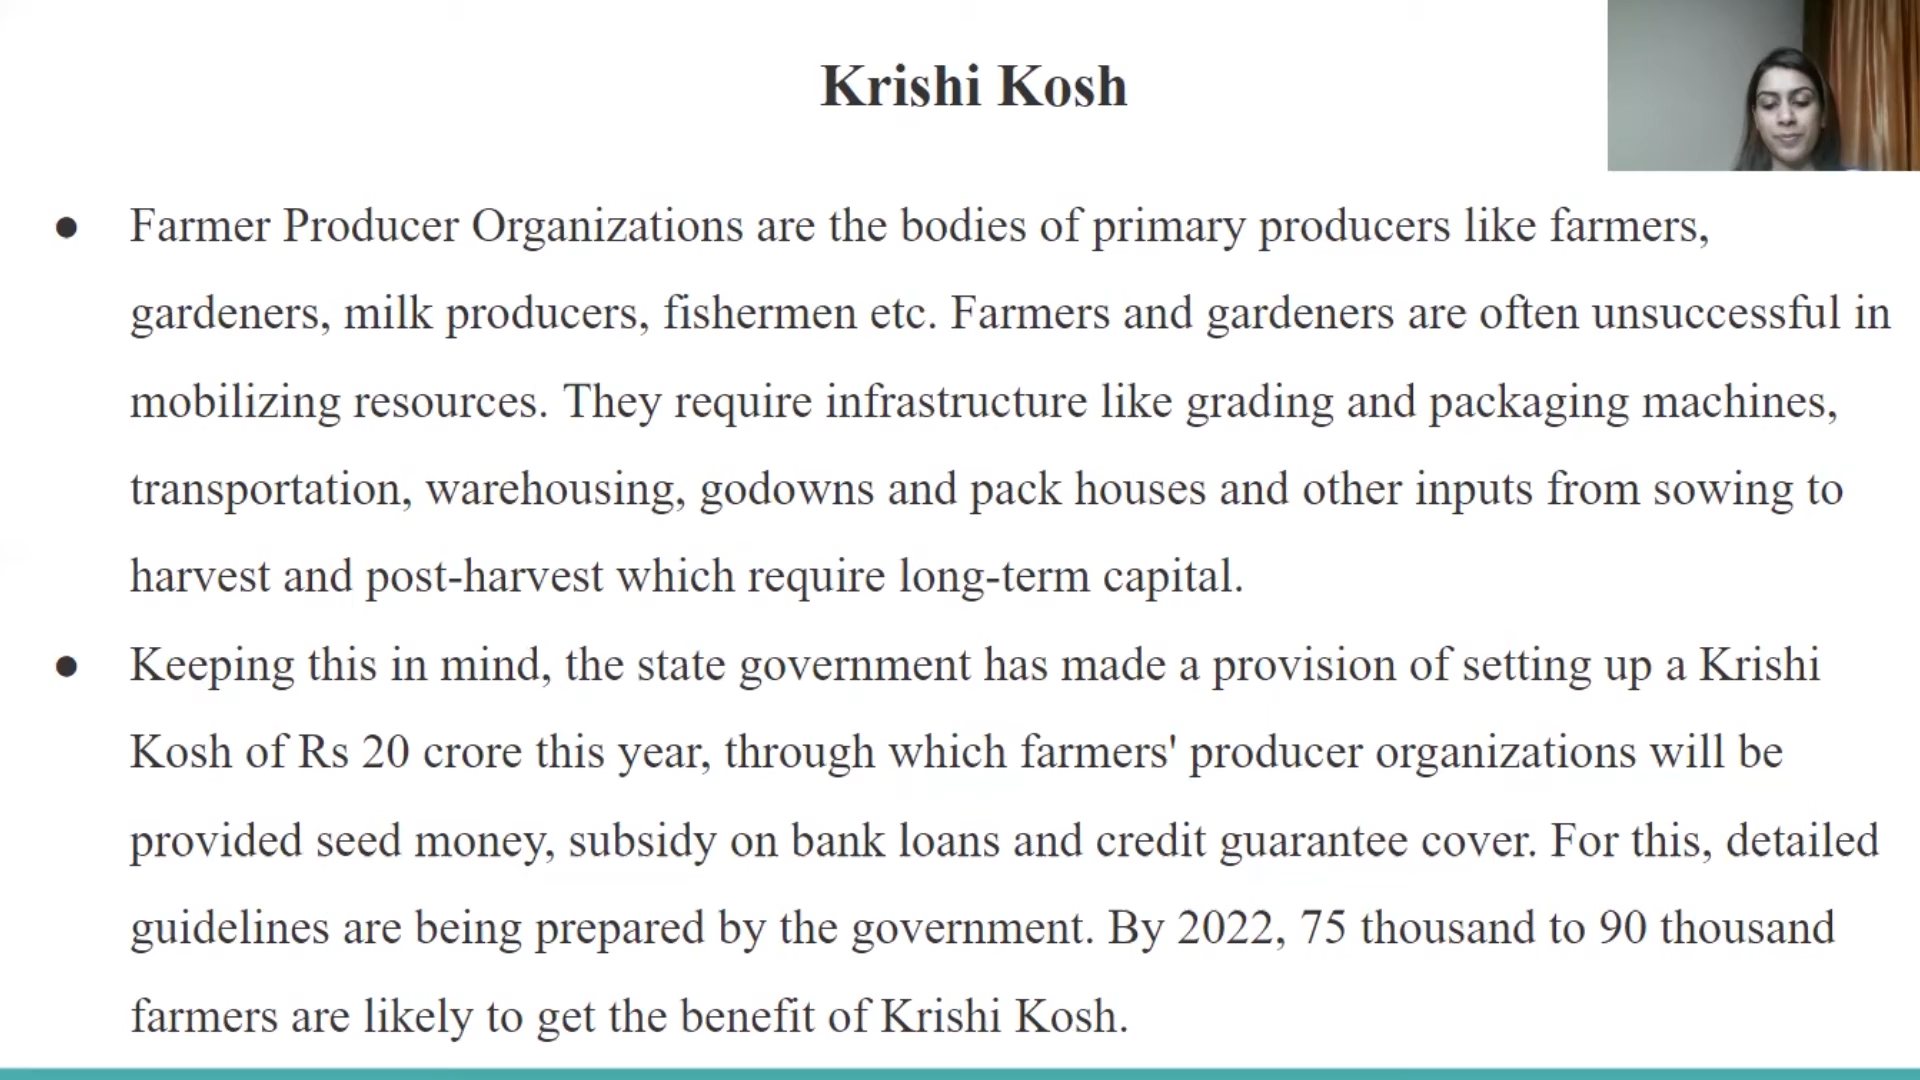 Krishi Kosh
● Farmer Producer Organizations are the bodies of primary producers like farmers,
gardeners, milk producers, fishermen etc. Farmers and gardeners are often unsuccessful in
mobilizing resources. They require infrastructure like grading and packaging machines,
transportation, warehousing, godowns and pack houses and other inputs from sowing to
harvest and post-harvest which require long-term capital.
● Keeping this in mind, the state government has made a provision of setting up a Krishi
Kosh of Rs 20 crore this year, through which farmers' producer organizations will be
provided seed money, subsidy on bank loans and credit guarantee cover. For this, detailed
guidelines are being prepared by the government. By 2022, 75 thousand to 90 thousand
farmers are likely to get the benefit of Krishi Kosh.